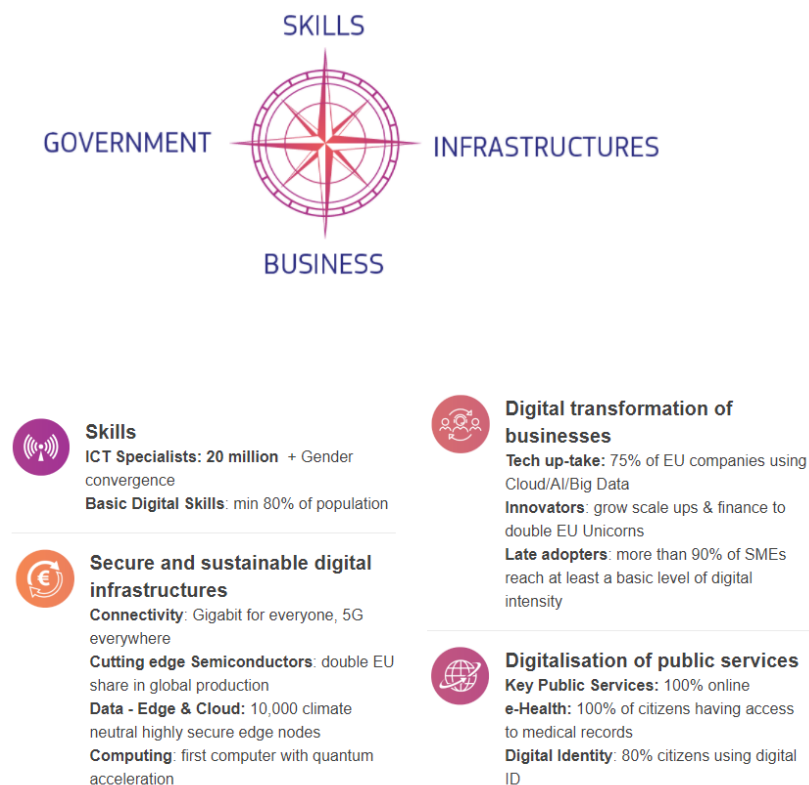 SKILLS
GOVERNMENT
INFRASTRUCTURES
BUSINESS
Skills
ICT Specialists: 20 million + Gender
convergence
Basic Digital Skills: min 80% of population
Secure and sustainable digital
infrastructures
Connectivity: Gigabit for everyone, 5G
everywhere
Cutting edge Semiconductors: double EU
share in global production
Data - Edge & Cloud: 10,000 climate
neutral highly secure edge nodes
Computing: first computer with quantum
acceleration
Digital transformation of
businesses
Tech up-take: 75% of EU companies using
Cloud/AI/Big Data
Innovators: grow scale ups & finance to
double EU Unicorns
Late adopters: more than 90% of SMEs
reach at least a basic level of digital
intensity
Digitalisation of public services
Key Public Services: 100% online
e-Health: 100% of citizens having access
to medical records
Digital Identity: 80% citizens using digital
ID